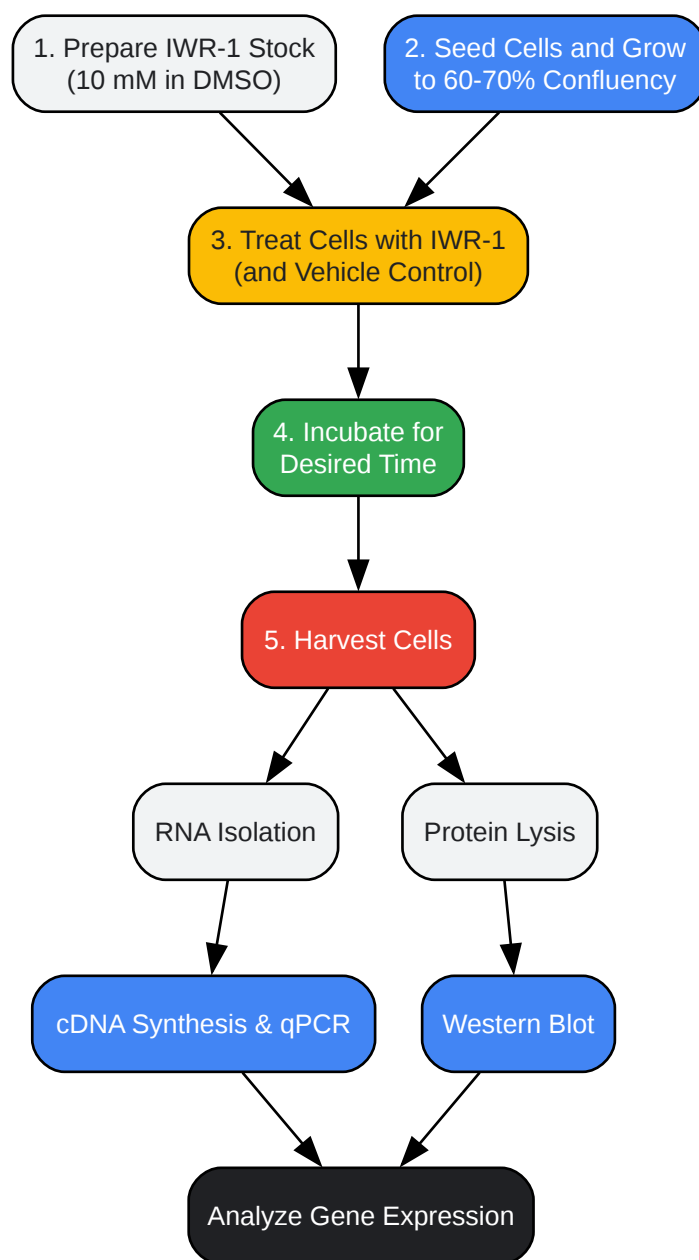 1. Prepare IWR-1 Stock
(10 mM in DMSO)
2. Seed Cells and Grow
to 60-70% Confluency
3. Treat Cells with IWR-1
(and Vehicle Control)
4. Incubate for
Desired Time
5. Harvest Cells
RNA Isolation
Protein Lysis
cDNA Synthesis & qPCR
Western Blot
Analyze Gene Expression